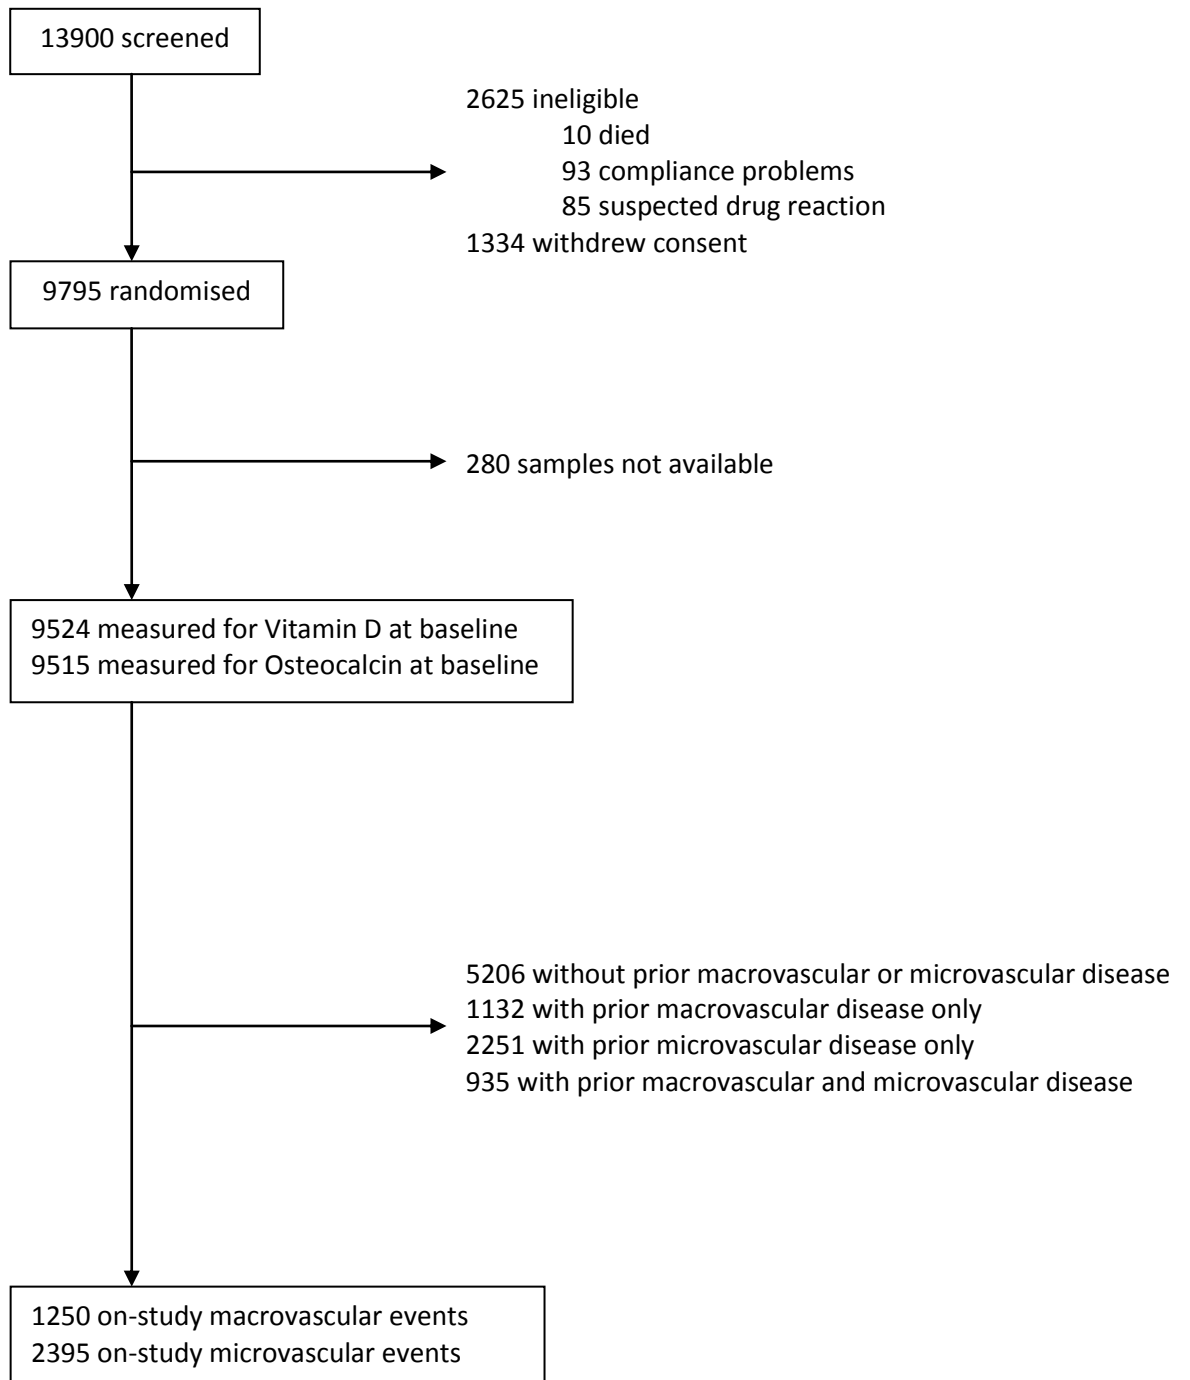 13900 screened
2625 ineligible
10 died
93 compliance problems
85 suspected drug reaction
1334 withdrew consent
9795 randomised
280 samples not available
9524 measured for Vitamin D at baseline
9515 measured for Osteocalcin at baseline
5206 without prior macrovascular or microvascular disease
1132 with prior macrovascular disease only
2251 with prior microvascular disease only
935 with prior macrovascular and microvascular disease
1250 on-study macrovascular events
2395 on-study microvascular events